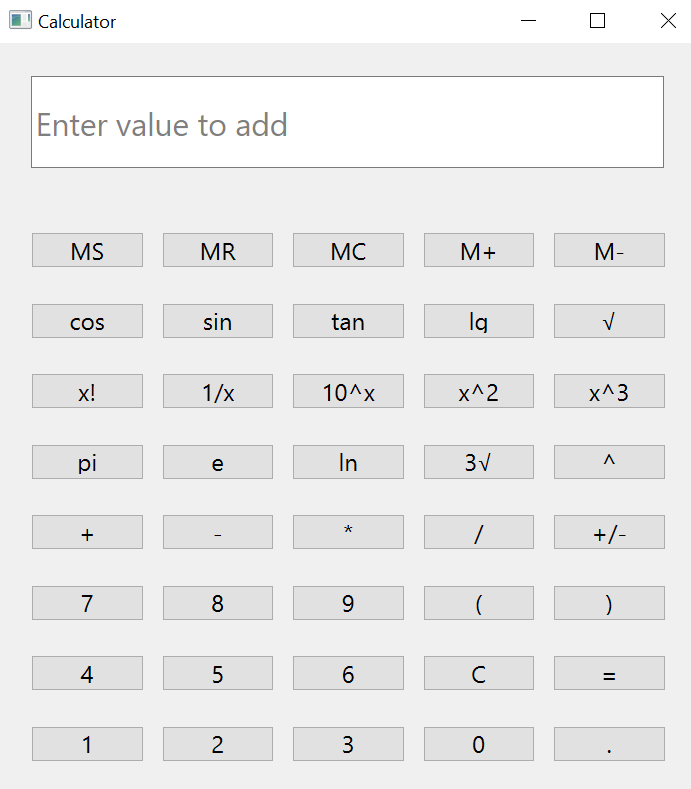 Calculator
Enter value to add
MS MR MC M+ M-
cos sin tan lg √
x! 1/x 10^x x^2 x^3
pi e ln 3√ ^
+ - * / +/-
7 8 9 ( )
4 5 6 C =
1 2 3 0 .